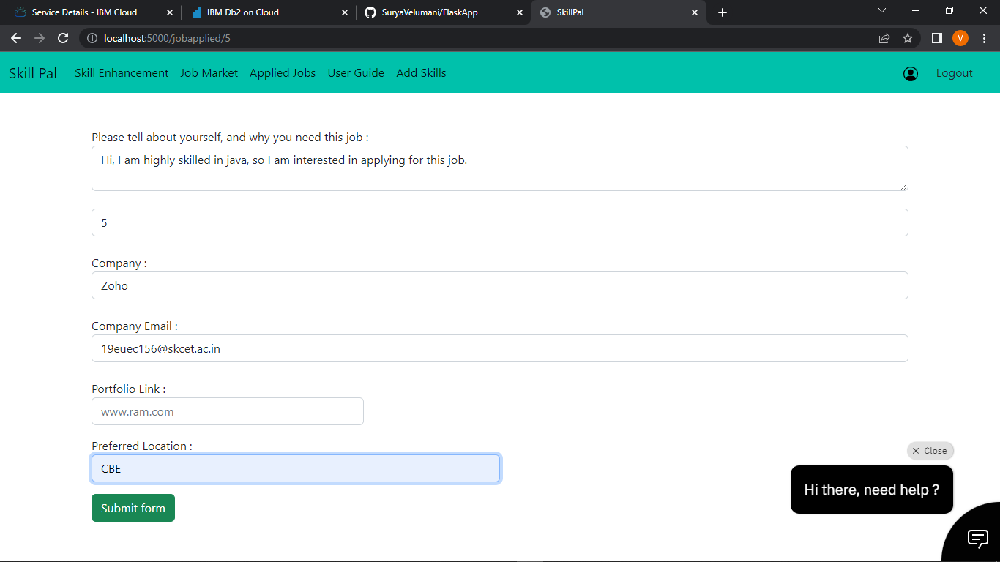 Service Details - IBM Cloud
IBM Db2 on Cloud
SuryaVelumani/FlaskApp
SkillPal
localhost:5000/jobapplied/5
V
Skill Pal
Skill Enhancement
Job Market
Applied Jobs
User Guide
Add Skills
Logout
Please tell about yourself, and why you need this job :
Hi, I am highly skilled in java, so I am interested in applying for this job.
5
Company :
Zoho
Company Email :
19euec156@skcet.ac.in
Portfolio Link :
www.ram.com
Preferred Location :
CBE
Submit form
Close
Hi there, need help ?